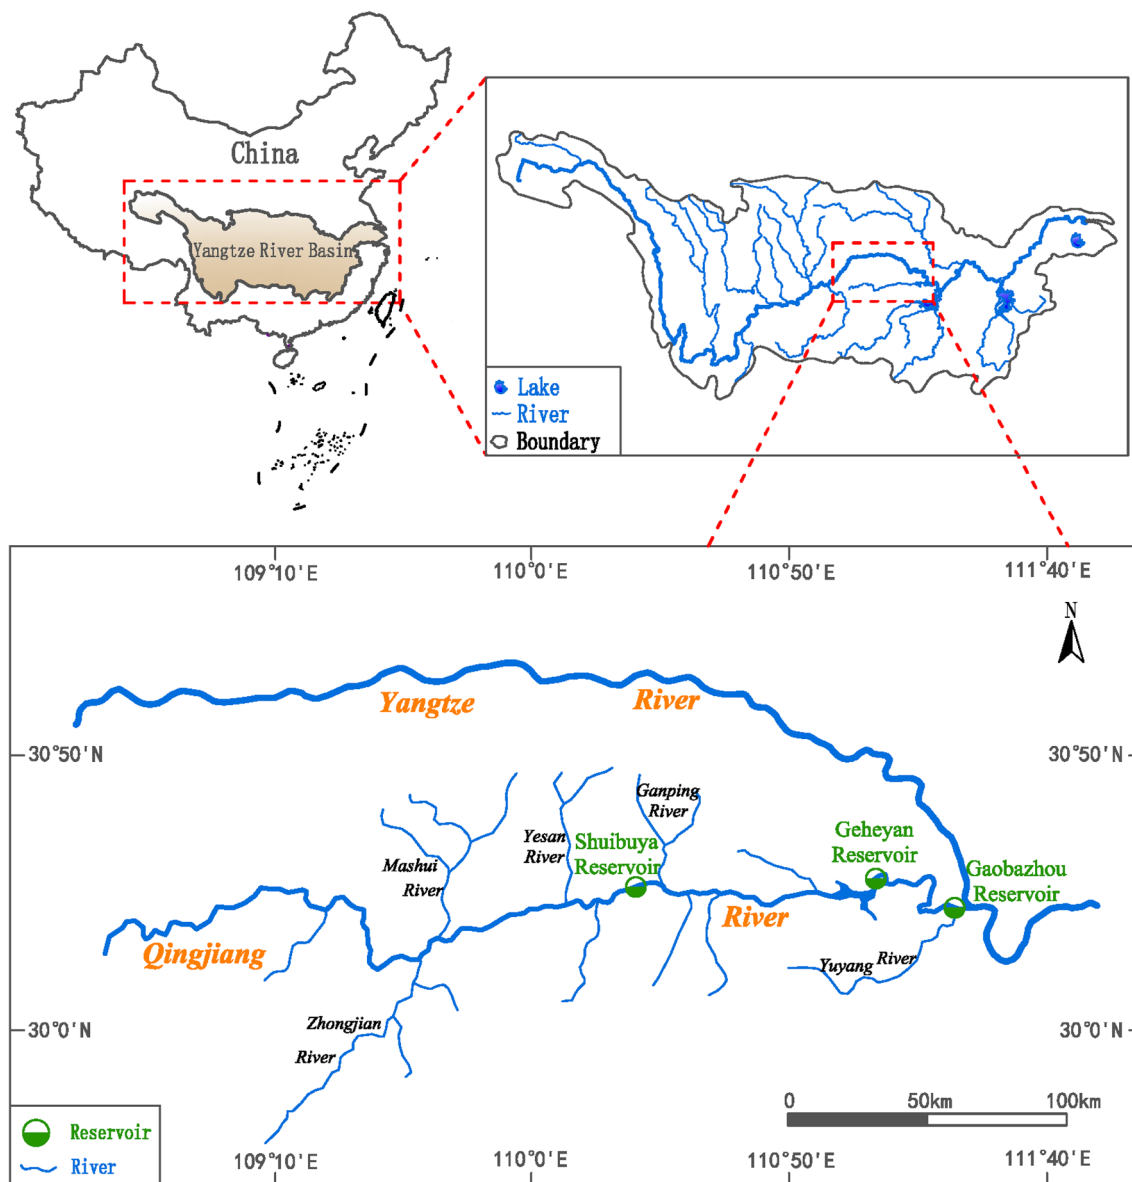 China
Yangtze River Basin
Lake
River
Boundary
109°10'E
110°0'E
110°50'E
111°40'E
N
Yangtze
River
30°50'N
30°50'N
Ganping
River
Yesan
River
Shuibuya
Reservoir
Geheyan
Reservoir
Mashui
River
Gaobazhou
Reservoir
River
Qingjiang
Yuyang
River
Zhongjian
River
30°0'N
30°0'N
0
50km
100km
Reservoir
River
109°10'E
110°0'E
110°50'E
111°40'E